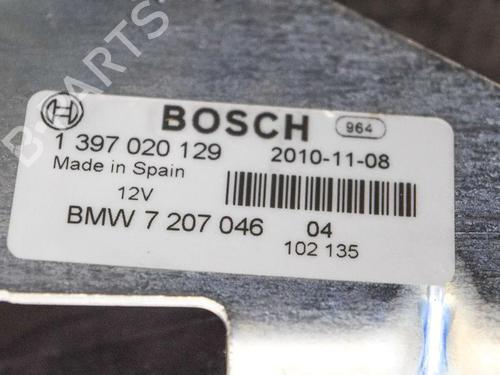 B-PARTS
BOSCH 964
1 397 020 129 2010-11-08
Made in Spain
12V
BMW 7 207 046 04
102 135